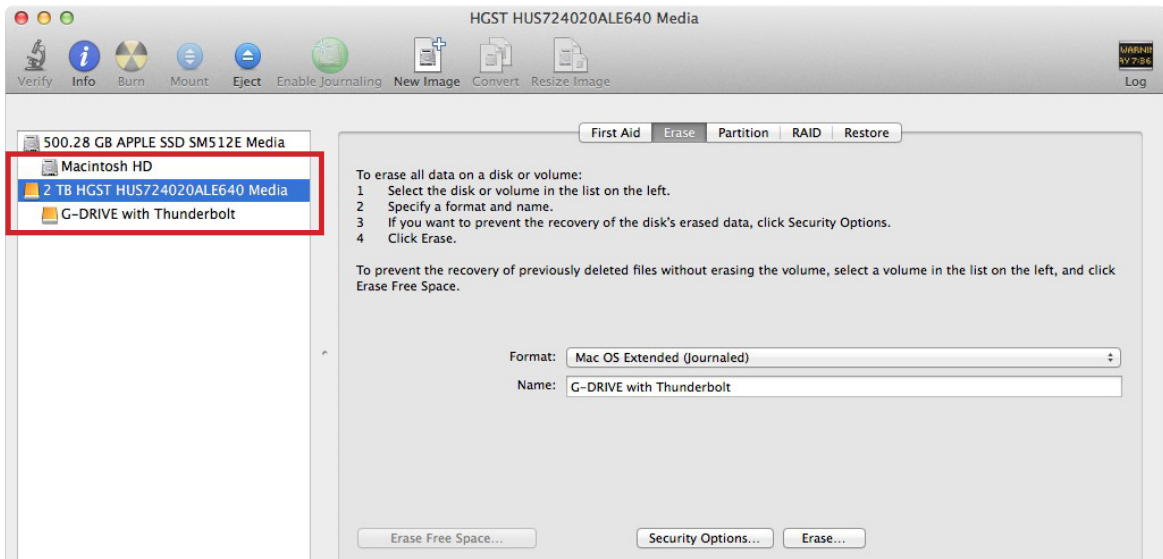 HGST HUS724020ALE640 Media
Verify Info Burn Mount Eject Enable Journaling New Image Convert Resize Image Log
WARNIN
AY 7:36
500.28 GB APPLE SSD SM512E Media
Macintosh HD
2 TB HGST HUS724020ALE640 Media
G-DRIVE with Thunderbolt
First Aid Erase Partition RAID Restore
To erase all data on a disk or volume:
1 Select the disk or volume in the list on the left.
2 Specify a format and name.
3 If you want to prevent the recovery of the disk's erased data, click Security Options.
4 Click Erase.
To prevent the recovery of previously deleted files without erasing the volume, select a volume in the list on the left, and click
Erase Free Space.
Format: Mac OS Extended (Journaled)
Name: G-DRIVE with Thunderbolt
Erase Free Space... Security Options... Erase...